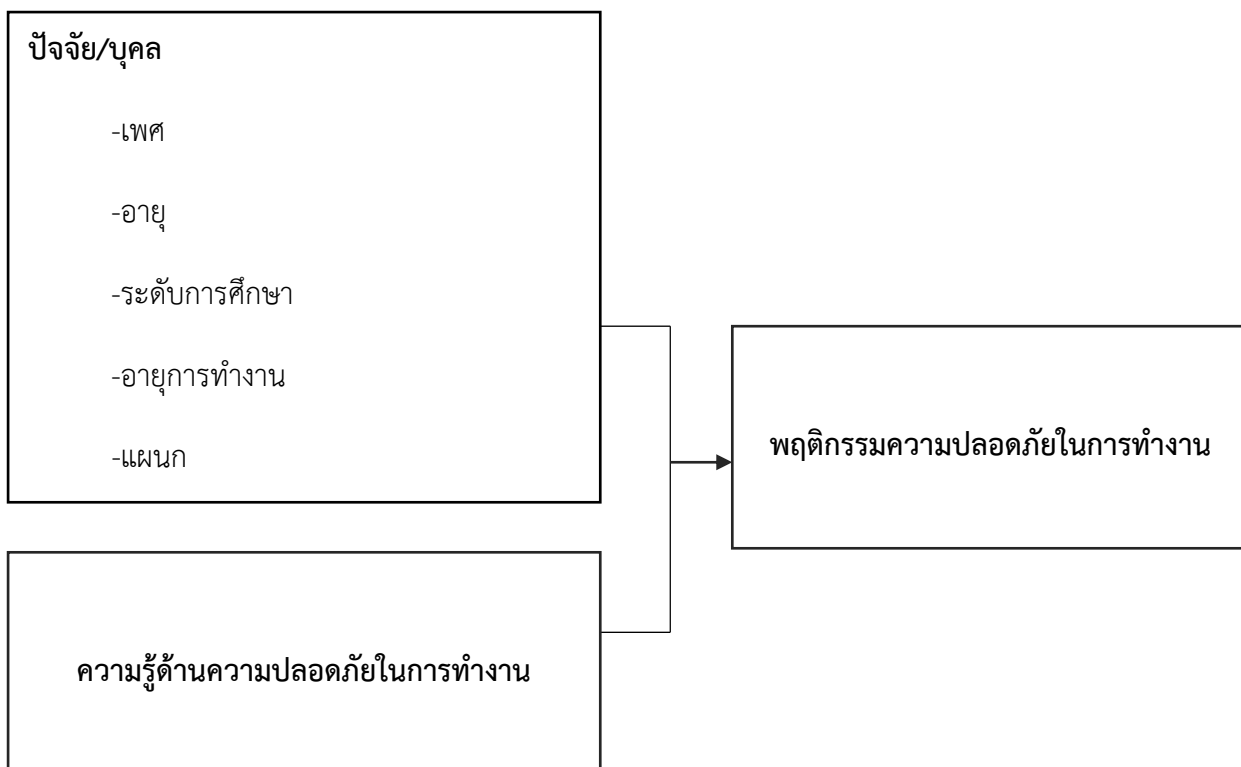 ปัจจัย/บุคล
-เพศ
-อายุ
-ระดับการศึกษา
-อายุการทำงาน
-แผนก
พฤติกรรมความปลอดภัยในการทำงาน
ความรู้ด้านความปลอดภัยในการทำงาน